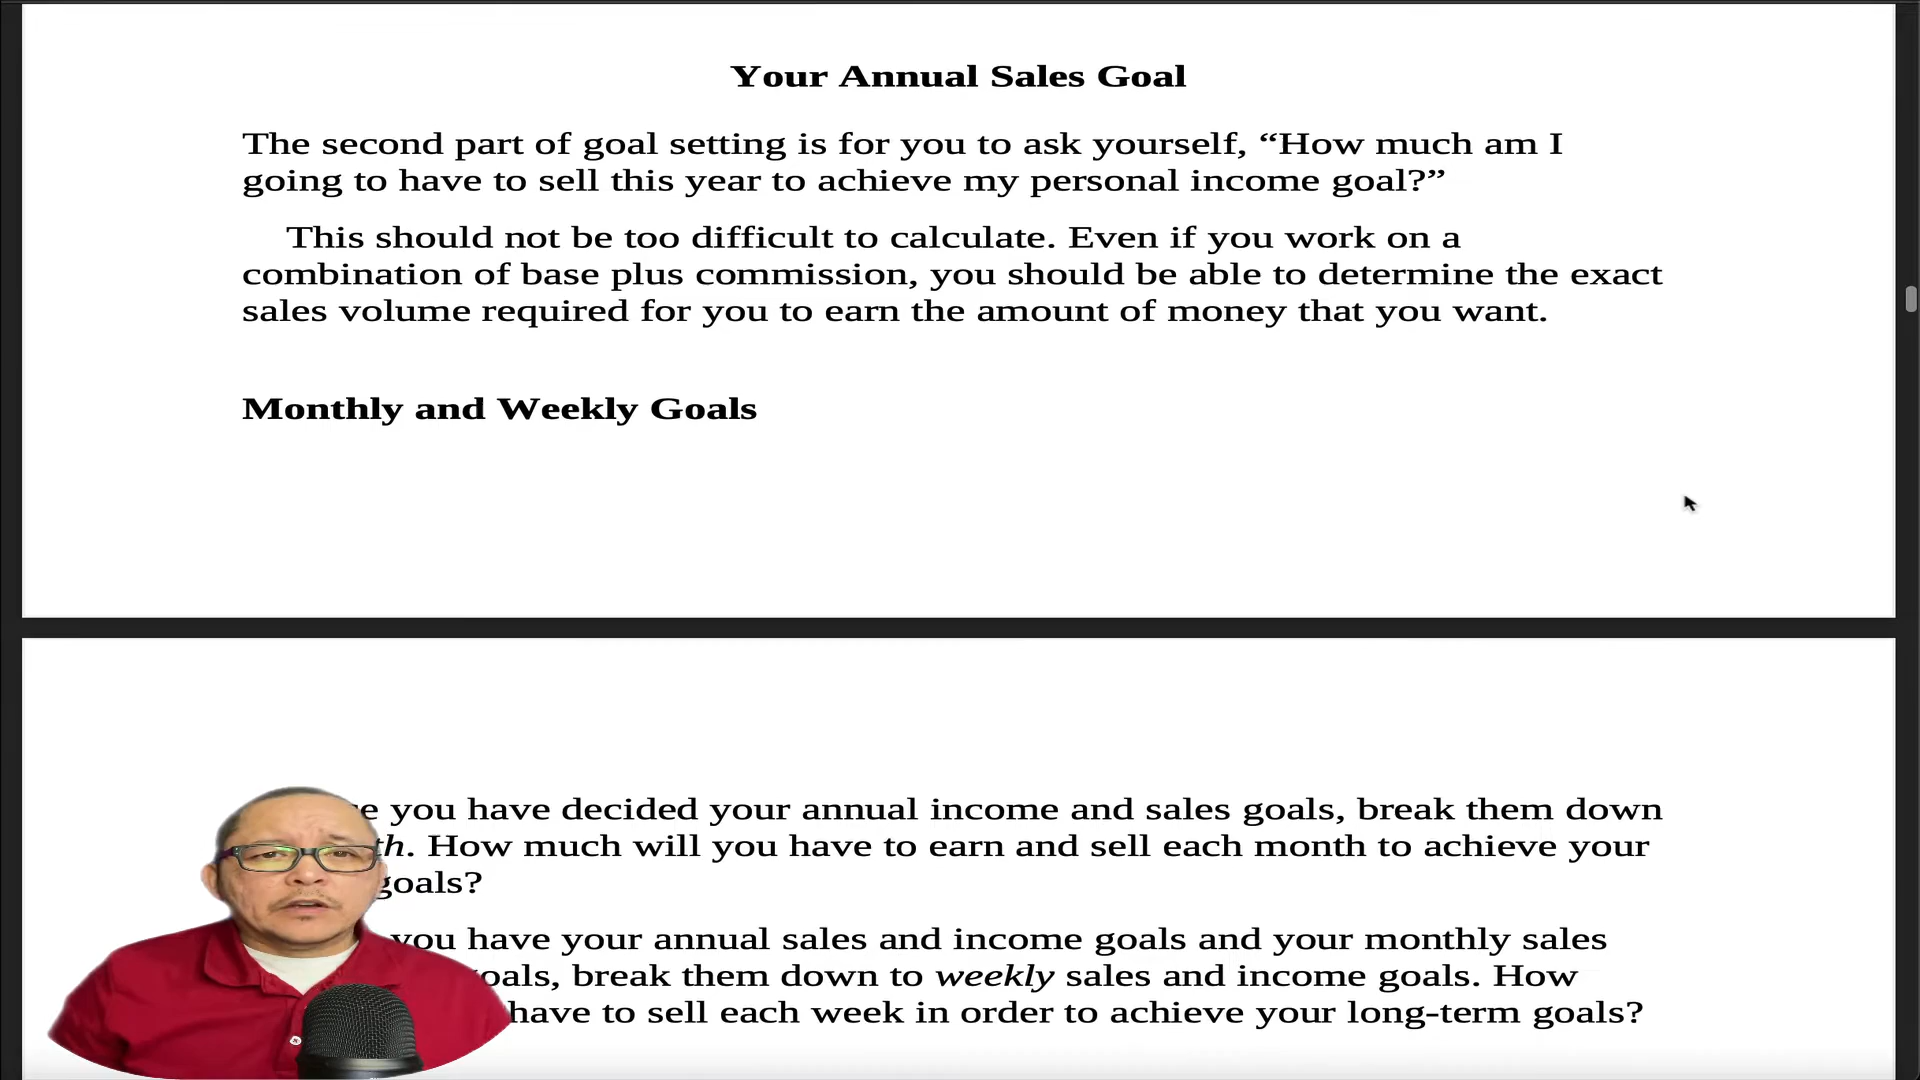 Your Annual Sales Goal
The second part of goal setting is for you to ask yourself, “How much am I
going to have to sell this year to achieve my personal income goal?”
This should not be too difficult to calculate. Even if you work on a
combination of base plus commission, you should be able to determine the exact
sales volume required for you to earn the amount of money that you want.
Monthly and Weekly Goals
you have decided your annual income and sales goals, break them down
How much will you have to earn and sell each month to achieve your
goals?
you have your annual sales and income goals and your monthly sales
break them down to weekly sales and income goals. How
have to sell each week in order to achieve your long-term goals?